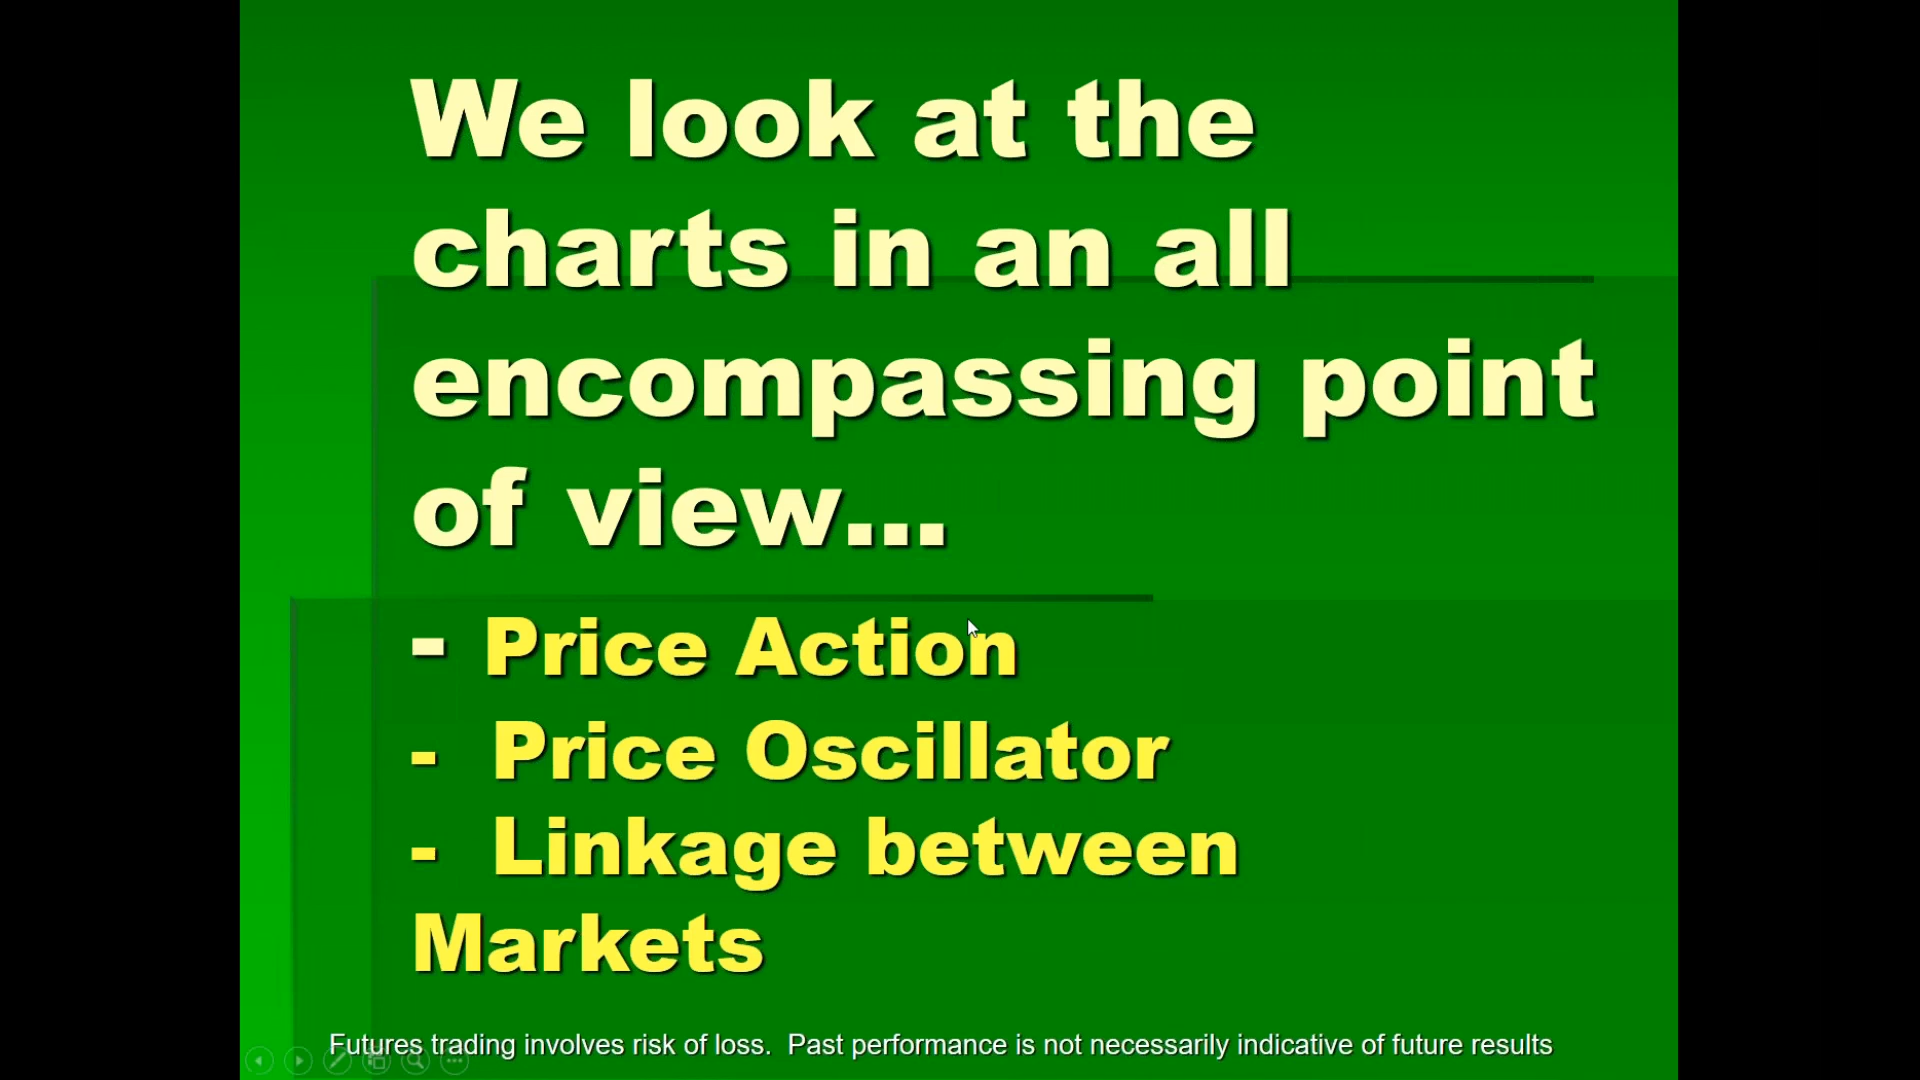 We look at the
charts in an all
encompassing point
of view...
- Price Action
- Price Oscillator
- Linkage between
Markets
Futures trading involves risk of loss.  Past performance is not necessarily indicative of future results